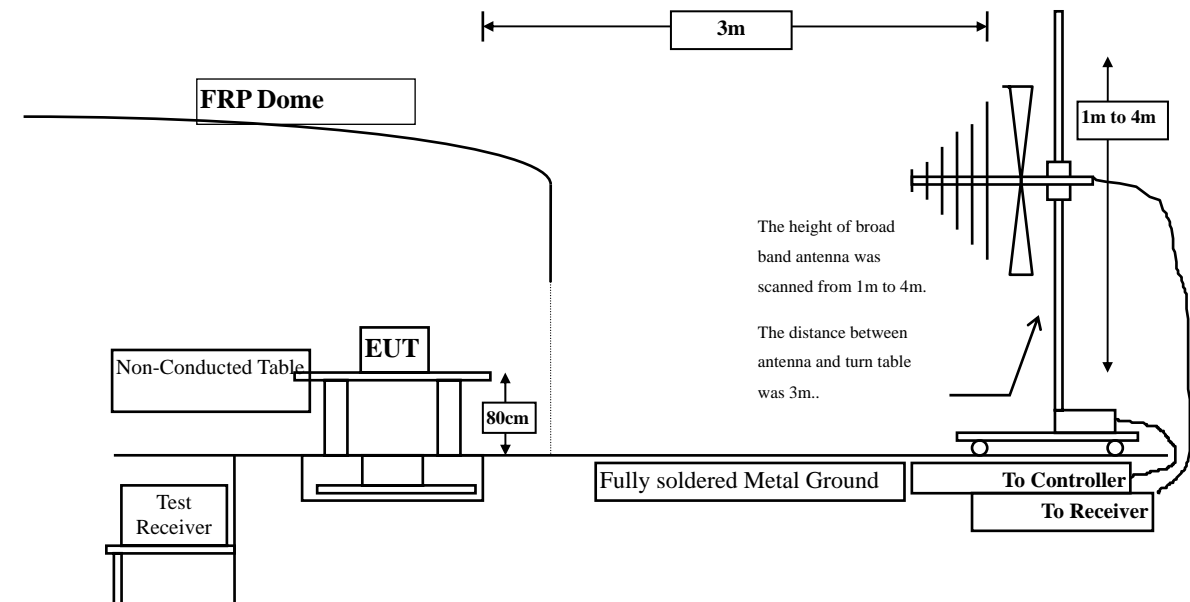 3m
FRP Dome
1m to 4m
The height of broad
band antenna was
scanned from 1m to 4m.
The distance between
antenna and turn table
was 3m..
EUT
Non-Conducted Table
80cm
Fully soldered Metal Ground
To Controller
To Receiver
Test
Receiver